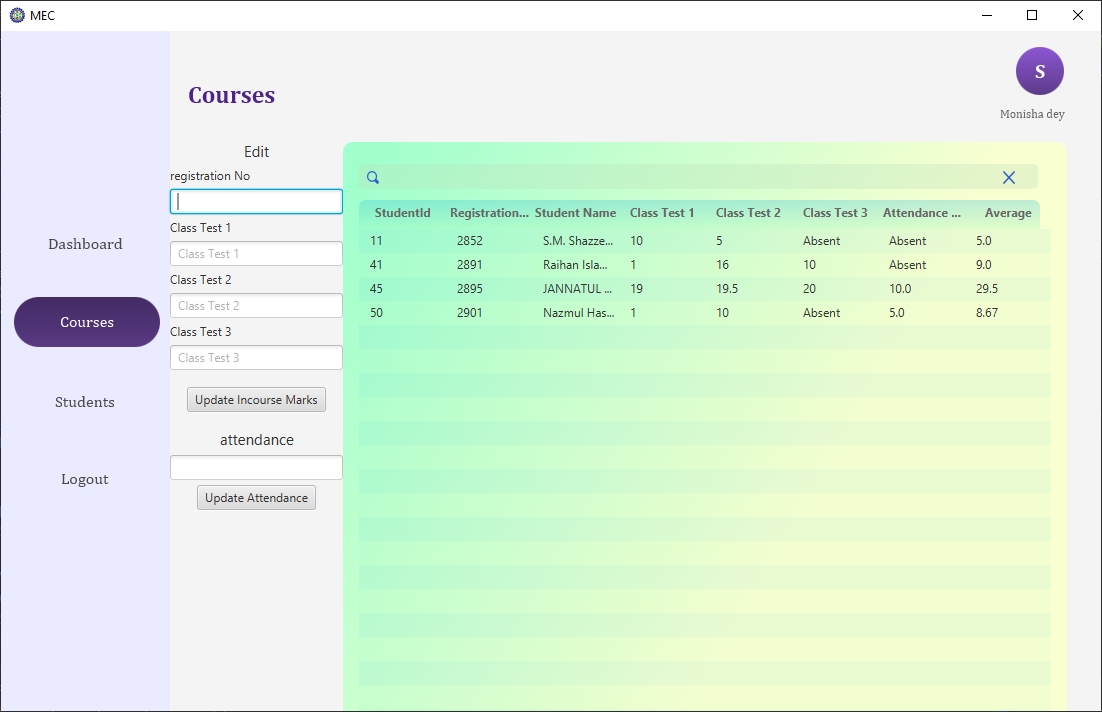 MEC
S
Courses
Monisha dey
Edit
registration No
Class Test 1
Class Test 1
Class Test 2
Class Test 2
Class Test 3
Class Test 3
Update Incourse Marks
attendance
Update Attendance
Dashboard
Courses
Students
Logout
StudentId Registration... Student Name Class Test 1 Class Test 2 Class Test 3 Attendance ... Average
11 2852 S.M. Shazze... 10 5 Absent Absent 5.0
41 2891 Raihan Isla... 1 16 10 Absent 9.0
45 2895 JANNATUL ... 19 19.5 20 10.0 29.5
50 2901 Nazmul Has... 1 10 Absent 5.0 8.67